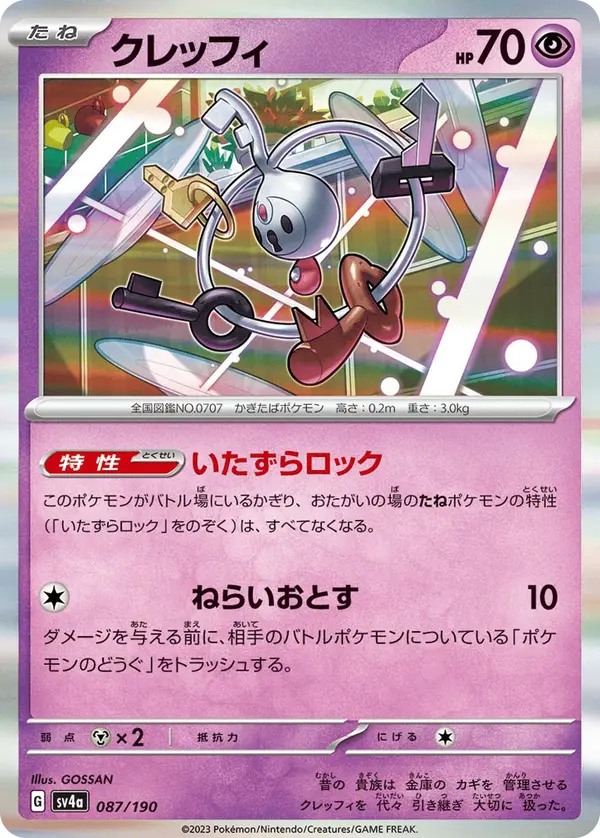 たね クレッフィ HP70
全国図鑑NO.0707 かぎたばポケモン 高さ:0.2m 重さ:3.0kg
特性 とくせい いたずらロック
このポケモンがバトル場にいるかぎり、おたがいの場のたねポケモンの特性
(「いたずらロック」をのぞく)は、すべてなくなる。
ねらいおとす 10
ダメージを与える前に、相手のバトルポケモンについている「ポケ
モンのどうぐ」をトラッシュする。
弱点 ×2 抵抗力 にげる
Illus. GOSSAN
G sv4a 087/190
昔の 貴族は 金庫の カギを 管理させる
クレッフィを 代々 引き継ぎ 大切に 扱った。
©2023 Pokémon/Nintendo/Creatures/GAME FREAK.